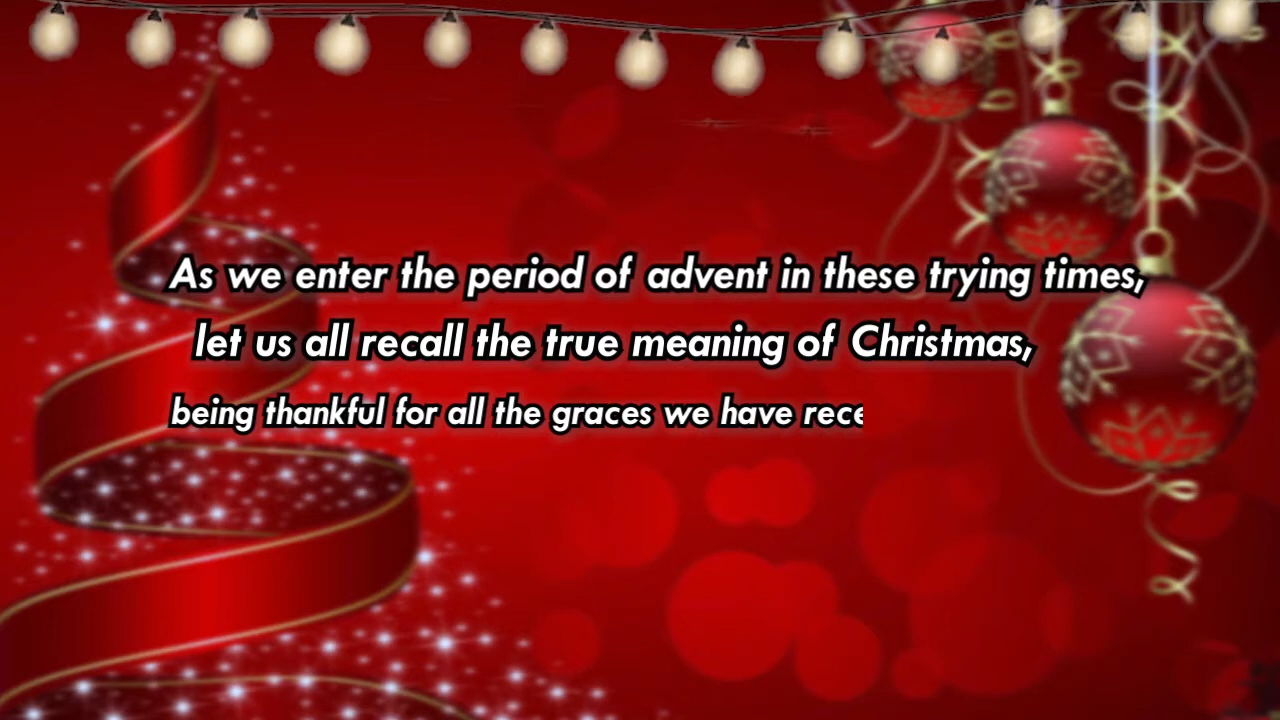 As we enter the period of advent in these trying times,
let us all recall the true meaning of Christmas,
being thankful for all the graces we have rece